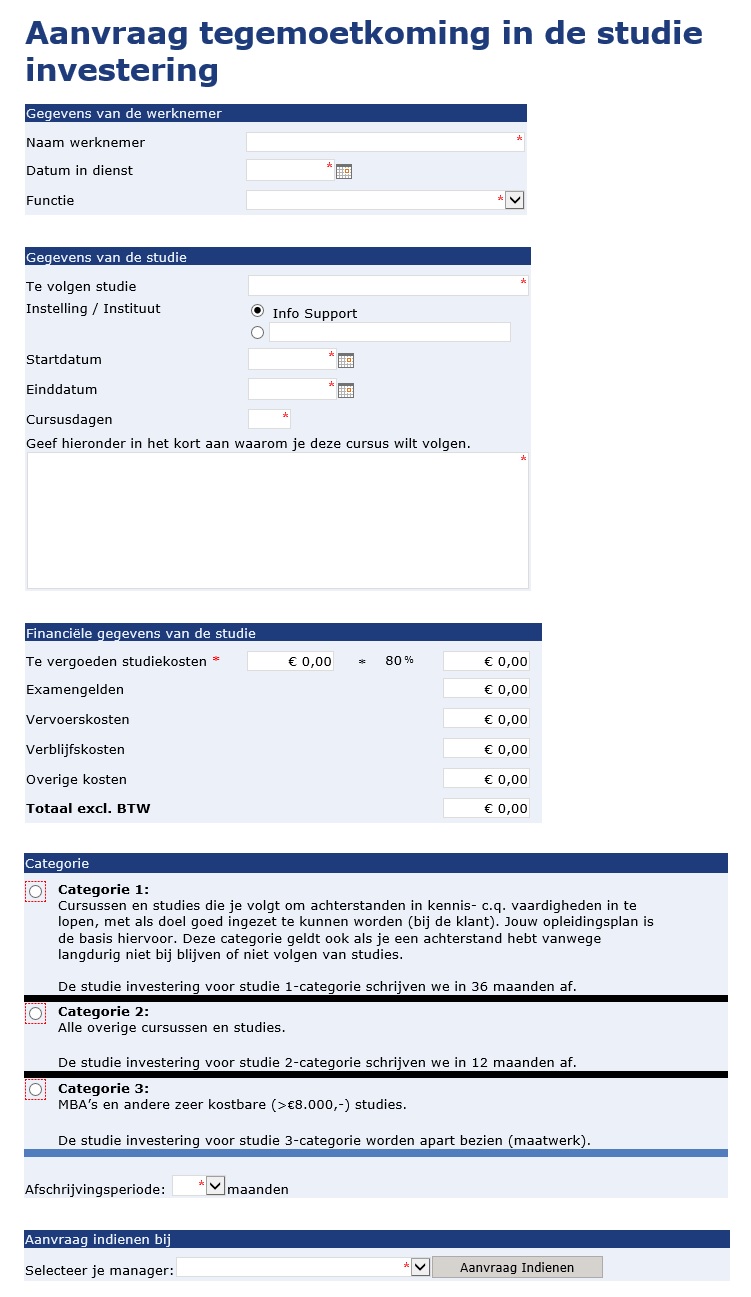 Aanvraag tegemoetkoming in de studie
investering
Gegevens van de werknemer
Naam werknemer *
Datum in dienst *
Functie *
Gegevens van de studie
Te volgen studie *
Instelling / Instituut
Info Support
Startdatum *
Einddatum *
Cursusdagen *
Geef hieronder in het kort aan waarom je deze cursus wilt volgen.
*
Financiële gegevens van de studie
Te vergoeden studiekosten * € 0,00 * 80 % € 0,00
Examengelden € 0,00
Vervoerskosten € 0,00
Verblijfskosten € 0,00
Overige kosten € 0,00
Totaal excl. BTW € 0,00
Categorie
Categorie 1:
Cursussen en studies die je volgt om achterstanden in kennis- c.q. vaardigheden in te
lopen, met als doel goed ingezet te kunnen worden (bij de klant). Jouw opleidingsplan is
de basis hiervoor. Deze categorie geldt ook als je een achterstand hebt vanwege
langdurig niet bij blijven of niet volgen van studies.
De studie investering voor studie 1-categorie schrijven we in 36 maanden af.
Categorie 2:
Alle overige cursussen en studies.
De studie investering voor studie 2-categorie schrijven we in 12 maanden af.
Categorie 3:
MBA’s en andere zeer kostbare (>€8.000,-) studies.
De studie investering voor studie 3-categorie worden apart bezien (maatwerk).
Afschrijvingsperiode: * maanden
Aanvraag indienen bij
Selecteer je manager: * Aanvraag Indienen